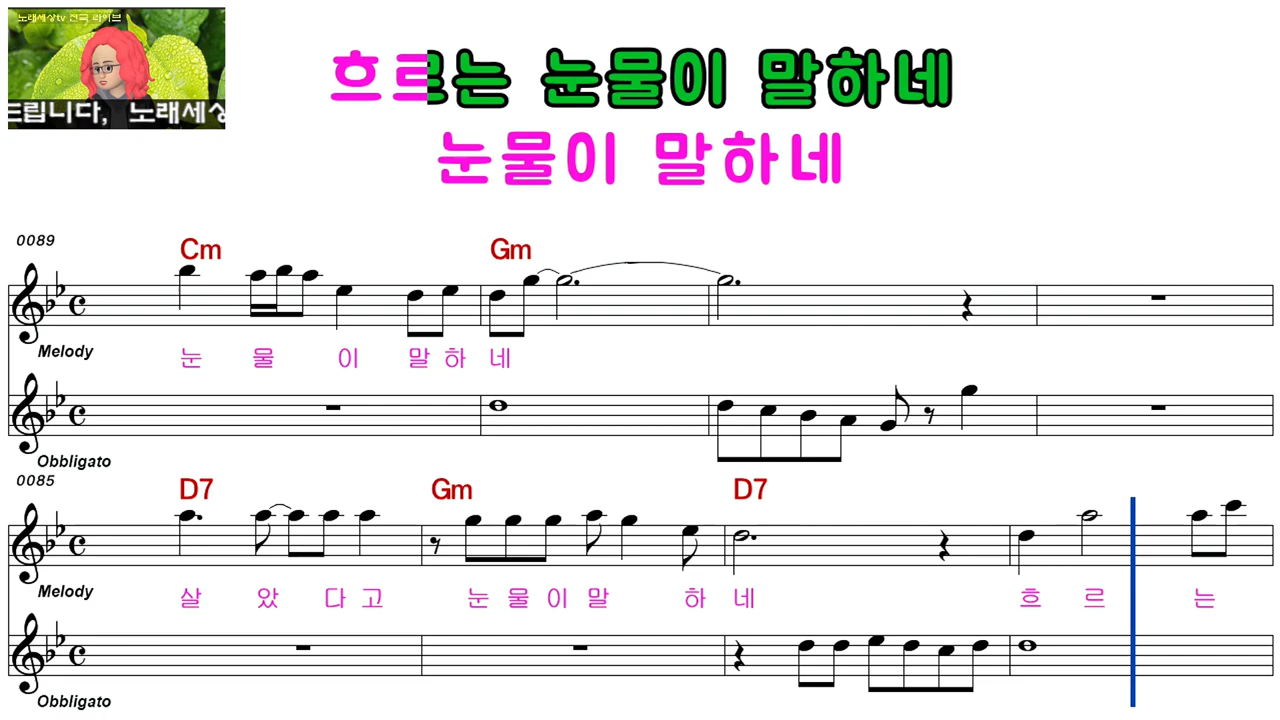 노래세상tv 전국 라이브
드립니다, 노래세상
흐르는 눈물이 말하네
눈물이 말하네
0089
Cm Gm
Melody
눈 물 이 말 하 네
Obbligato
0085
D7 Gm D7
Melody
살 았 다 고 눈 물 이 말 하 네 흐 르 는
Obbligato